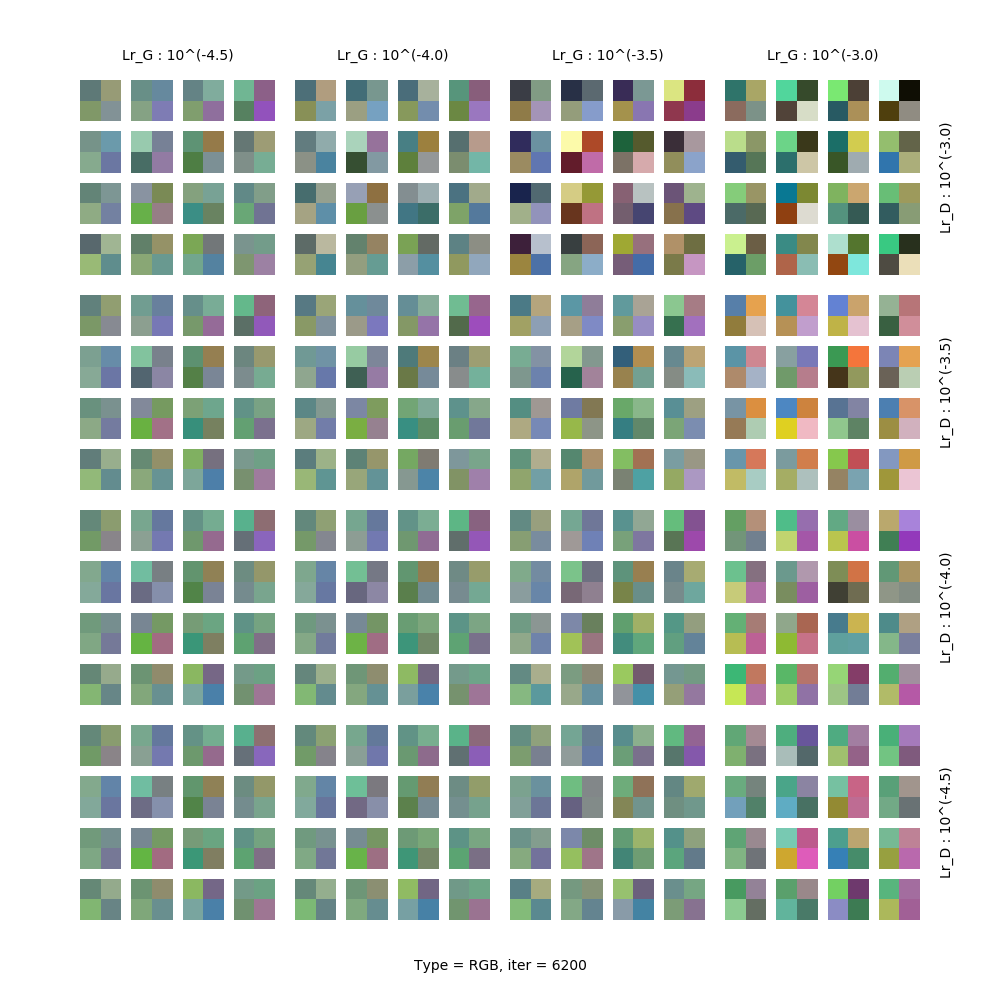 Lr_G : 10^(-4.5)
Lr_G : 10^(-4.0)
Lr_G : 10^(-3.5)
Lr_G : 10^(-3.0)
Lr_D : 10^(-3.0)
Lr_D : 10^(-3.5)
Lr_D : 10^(-4.0)
Lr_D : 10^(-4.5)
Type = RGB, iter = 6200